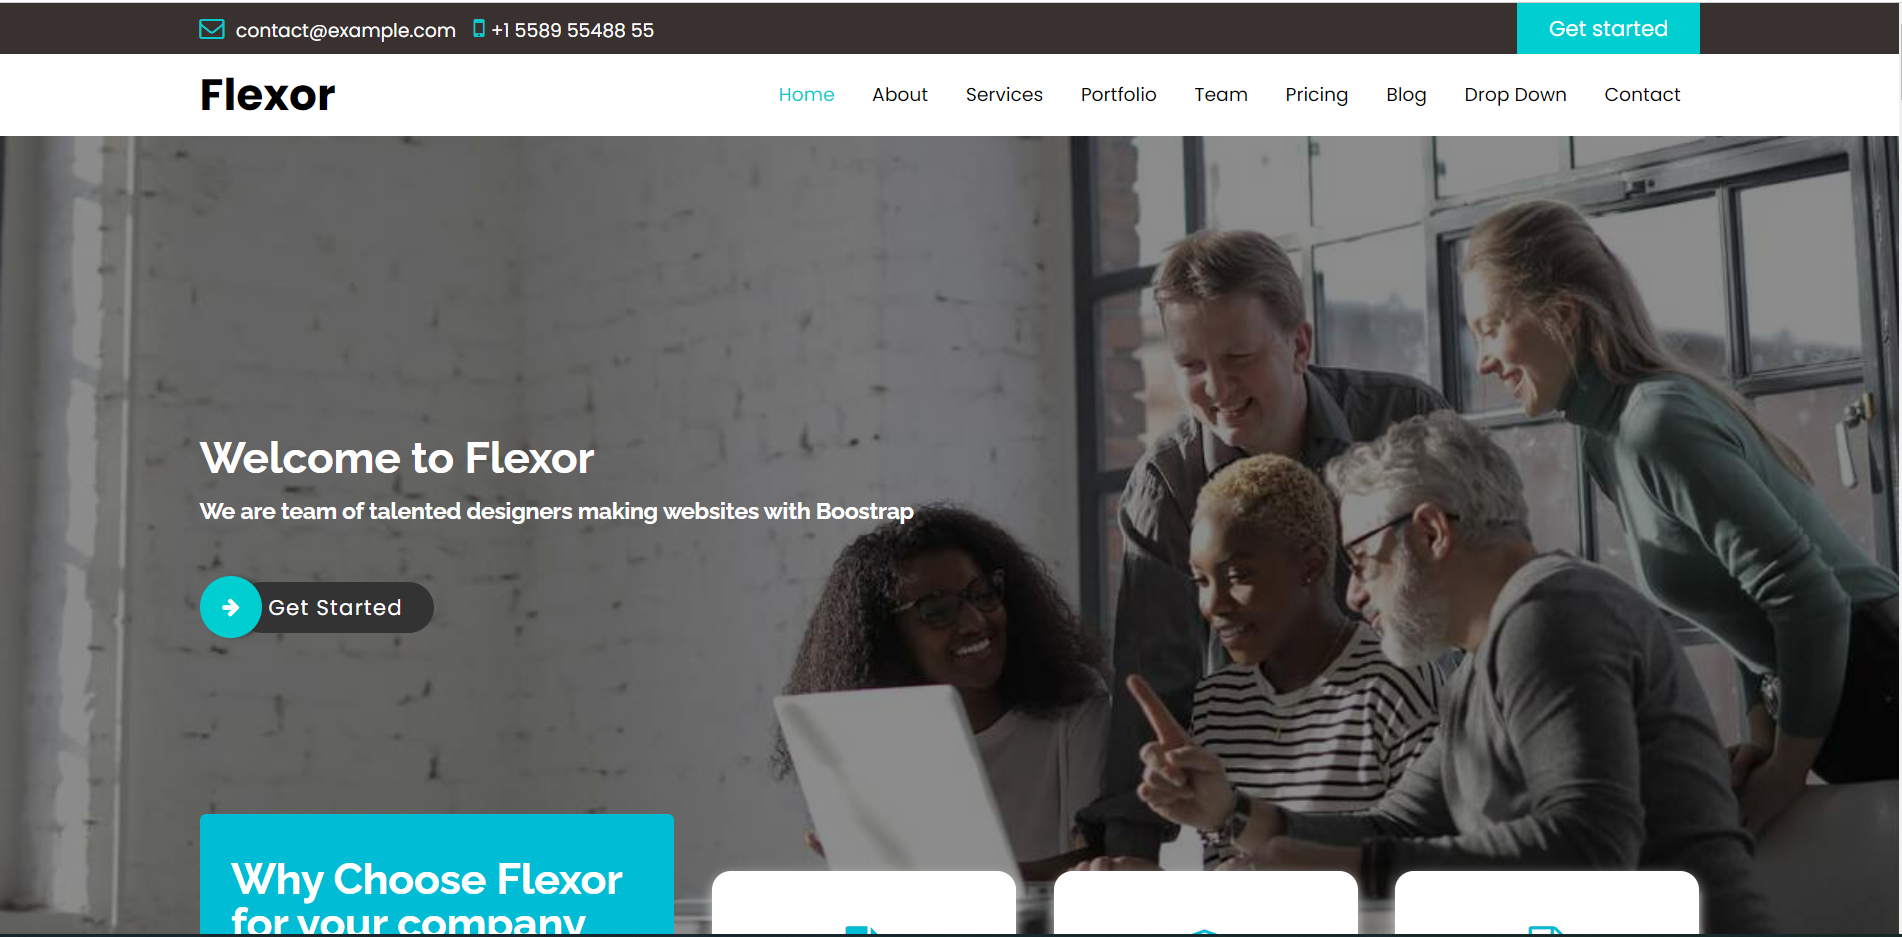 contact@example.com +1 5589 55488 55 Get started
Flexor Home About Services Portfolio Team Pricing Blog Drop Down Contact
Welcome to Flexor
We are team of talented designers making websites with Boostrap
Get Started
Why Choose Flexor
for your company